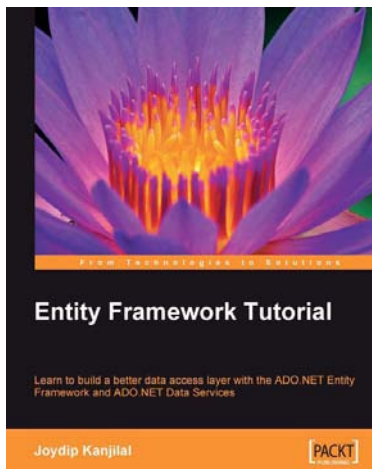 From Technologies to Solutions
Entity Framework Tutorial
Learn to build a better data access layer with the ADO.NET Entity
Framework and ADO.NET Data Services
Joydip Kanjilal
[PACKT]
PUBLISHING